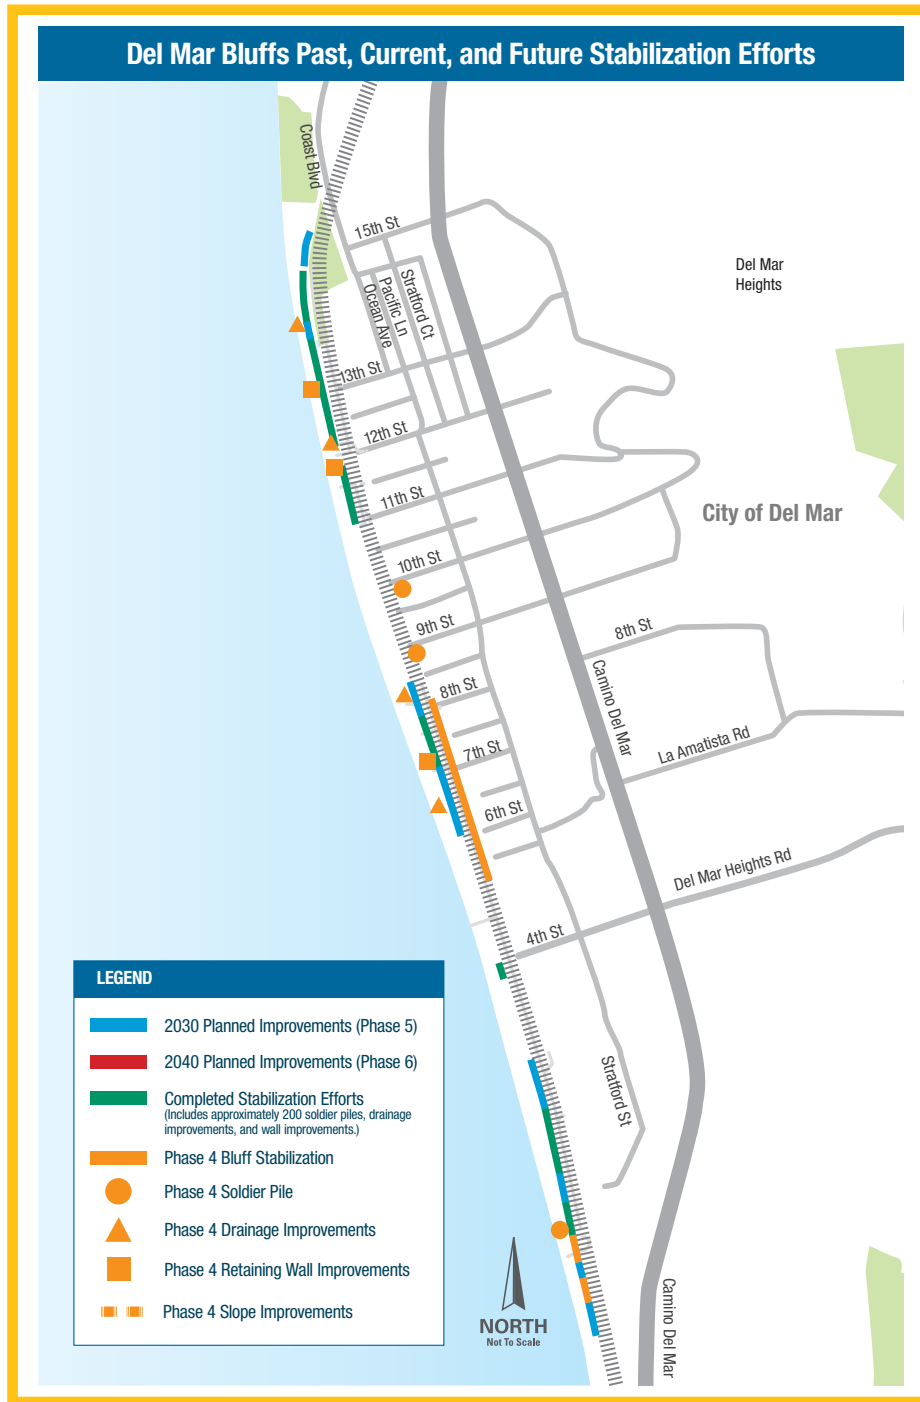 Del Mar Bluffs Past, Current, and Future Stabilization Efforts
Coast Blvd
15th St
Del Mar
Heights
Stratford Ct
Pacific Ln
Ocean Ave
13th St
12th St
11th St
City of Del Mar
10th St
9th St
8th St
8th St
Camino Del Mar
7th St
La Amatista Rd
6th St
Del Mar Heights Rd
4th St
LEGEND
2030 Planned Improvements (Phase 5)
2040 Planned Improvements (Phase 6)
Completed Stabilization Efforts
(Includes approximately 200 soldier piles, drainage
improvements, and wall improvements.)
Phase 4 Bluff Stabilization
Phase 4 Soldier Pile
Phase 4 Drainage Improvements
Phase 4 Retaining Wall Improvements
Phase 4 Slope Improvements
Stratford St
NORTH
Not To Scale
Camino Del Mar